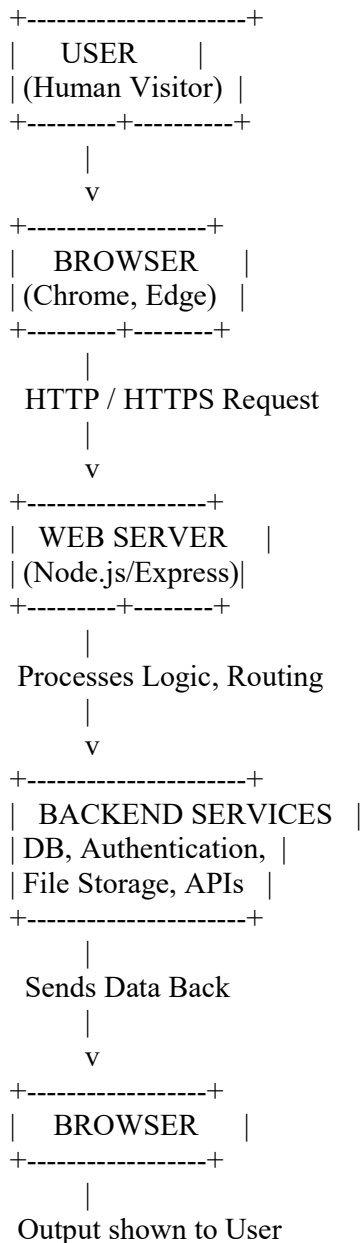 +-----------------------+
| USER |
| (Human Visitor) |
+---------+----------+
|
v
+------------------+
| BROWSER |
| (Chrome, Edge) |
+---------+--------+
|
HTTP / HTTPS Request
|
v
+------------------+
| WEB SERVER |
| (Node.js/Express)|
+---------+--------+
|
Processes Logic, Routing
|
v
+-----------------------+
| BACKEND SERVICES |
| DB, Authentication, |
| File Storage, APIs |
+-----------------------+
|
Sends Data Back
|
v
+-------------------+
| BROWSER |
+-------------------+
|
Output shown to User